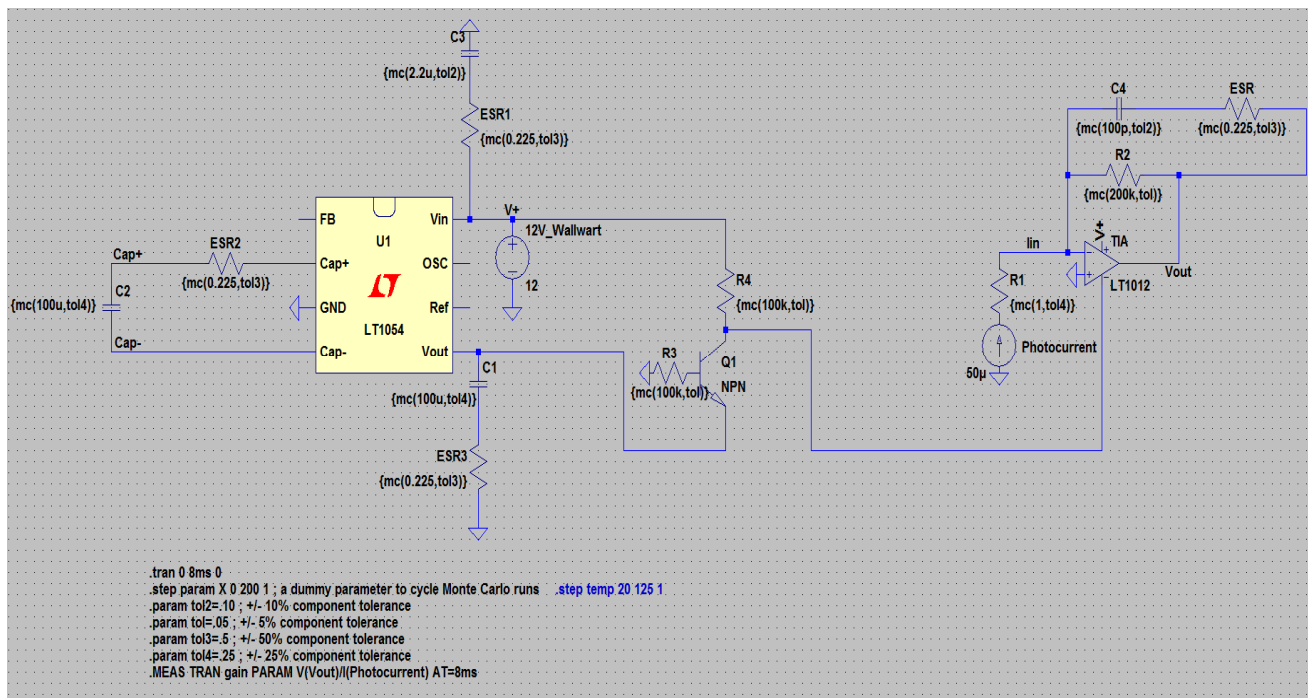 C3
{mc(2.2u,tol2)}
ESR1
{mc(0.225,tol3)}
C4
{mc(100p,tol2)}
ESR
{mc(0.225,tol3)}
R2
{mc(200k,tol)}
FB
Vin
U1
Cap+
OSC
GND
Ref
LT1054
Cap-
Vout
V+
12V_Wallwart
12
Cap+
ESR2
{mc(0.225,tol3)}
C2
{mc(100u,tol4)}
Cap-
R4
{mc(100k,tol)}
R3
{mc(100k,tol)}
Q1
NPN
C1
{mc(100u,tol4)}
ESR3
{mc(0.225,tol3)}
Iin
V+
TIA
LT1012
Vout
R1
{mc(1,tol4)}
Photocurrent
50µ
.tran 0 8ms 0
.step param X 0 200 1 ; a dummy parameter to cycle Monte Carlo runs
.step temp 20 125 1
.param tol2=.10 ; +/- 10% component tolerance
.param tol=.05 ; +/- 5% component tolerance
.param tol3=.5 ; +/- 50% component tolerance
.param tol4=.25 ; +/- 25% component tolerance
.MEAS TRAN gain PARAM V(Vout)/I(Photocurrent) AT=8ms